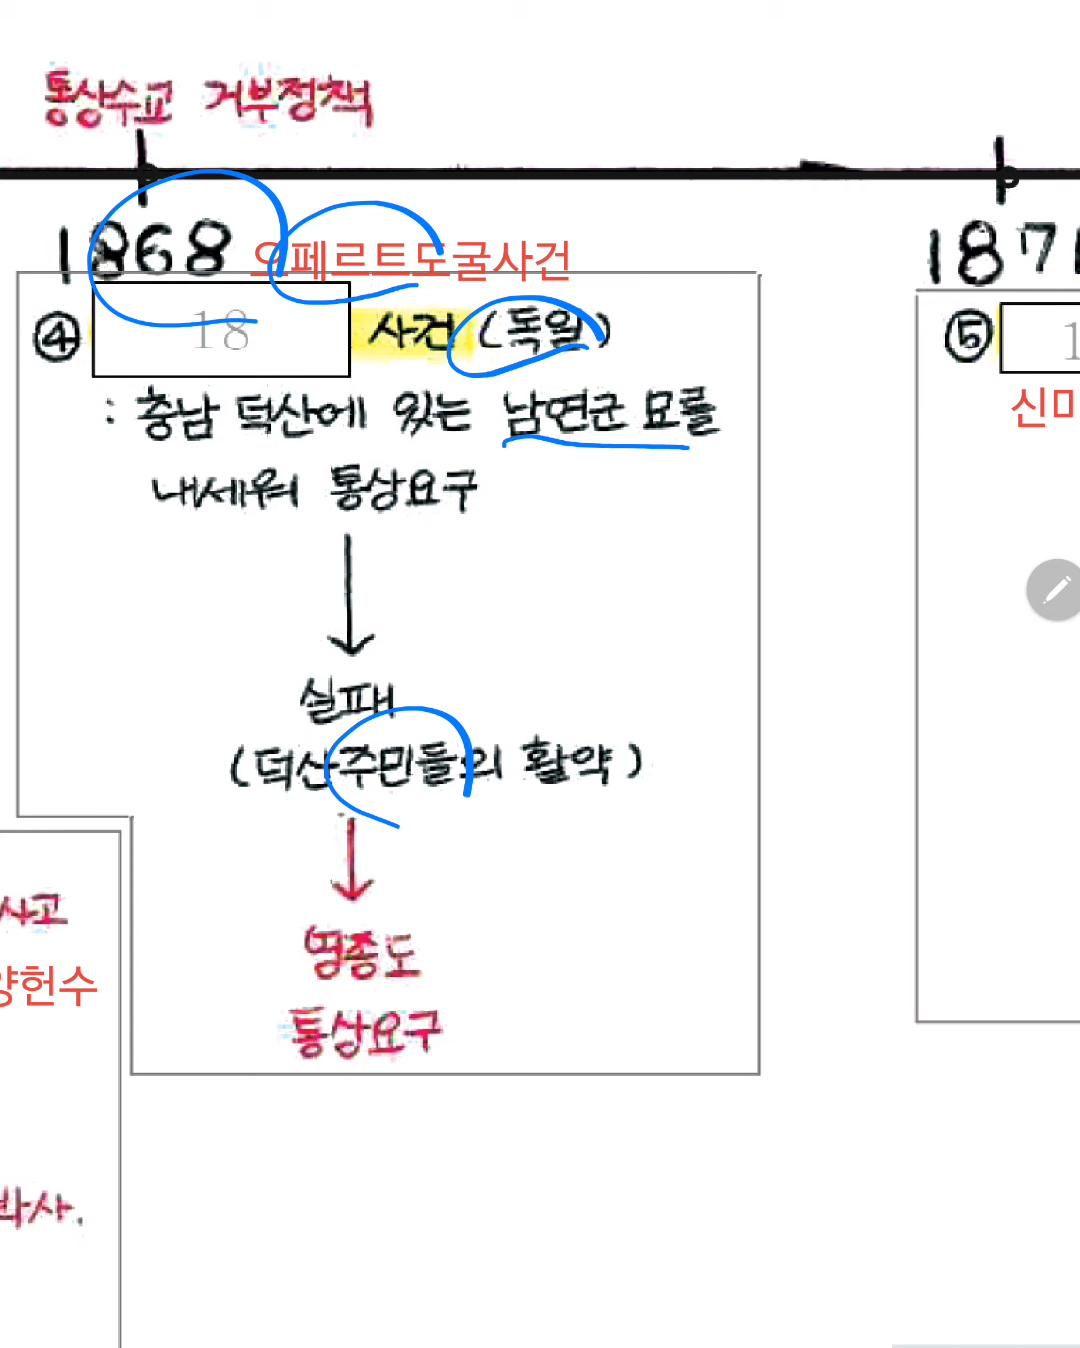 통상수교 거부정책
1868 오페르트도굴사건
④ 18 사건 (독일)
: 충남 덕산에 있는 남연군 묘를
내세워 통상요구
실패
(덕산주민들의 활약)
영종도
통상요구
1871
⑤ 1
신미
사고
양헌수